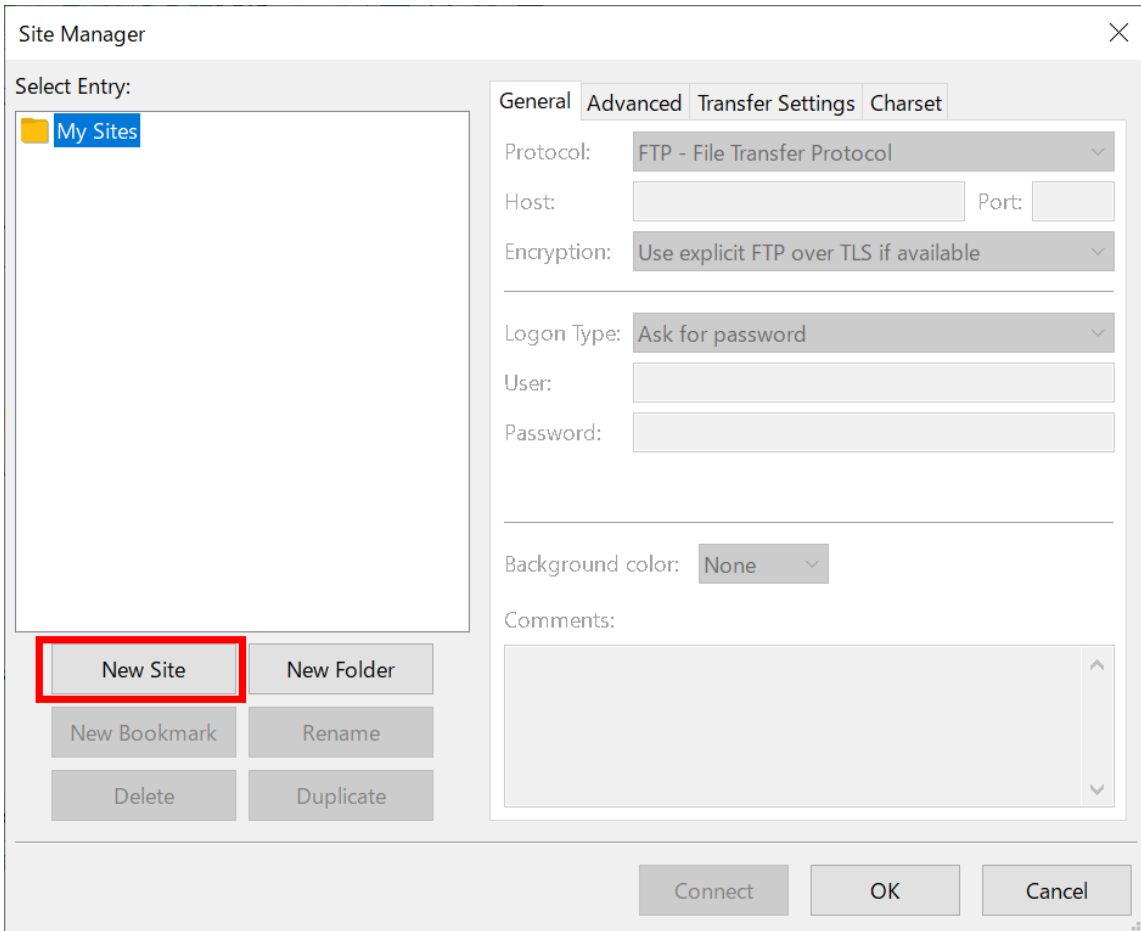 Site Manager
Select Entry:
My Sites
New Site
New Folder
New Bookmark
Rename
Delete
Duplicate
General
Advanced
Transfer Settings
Charset
Protocol:
FTP - File Transfer Protocol
Host:
Port:
Encryption:
Use explicit FTP over TLS if available
Logon Type:
Ask for password
User:
Password:
Background color:
None
Comments:
Connect
OK
Cancel